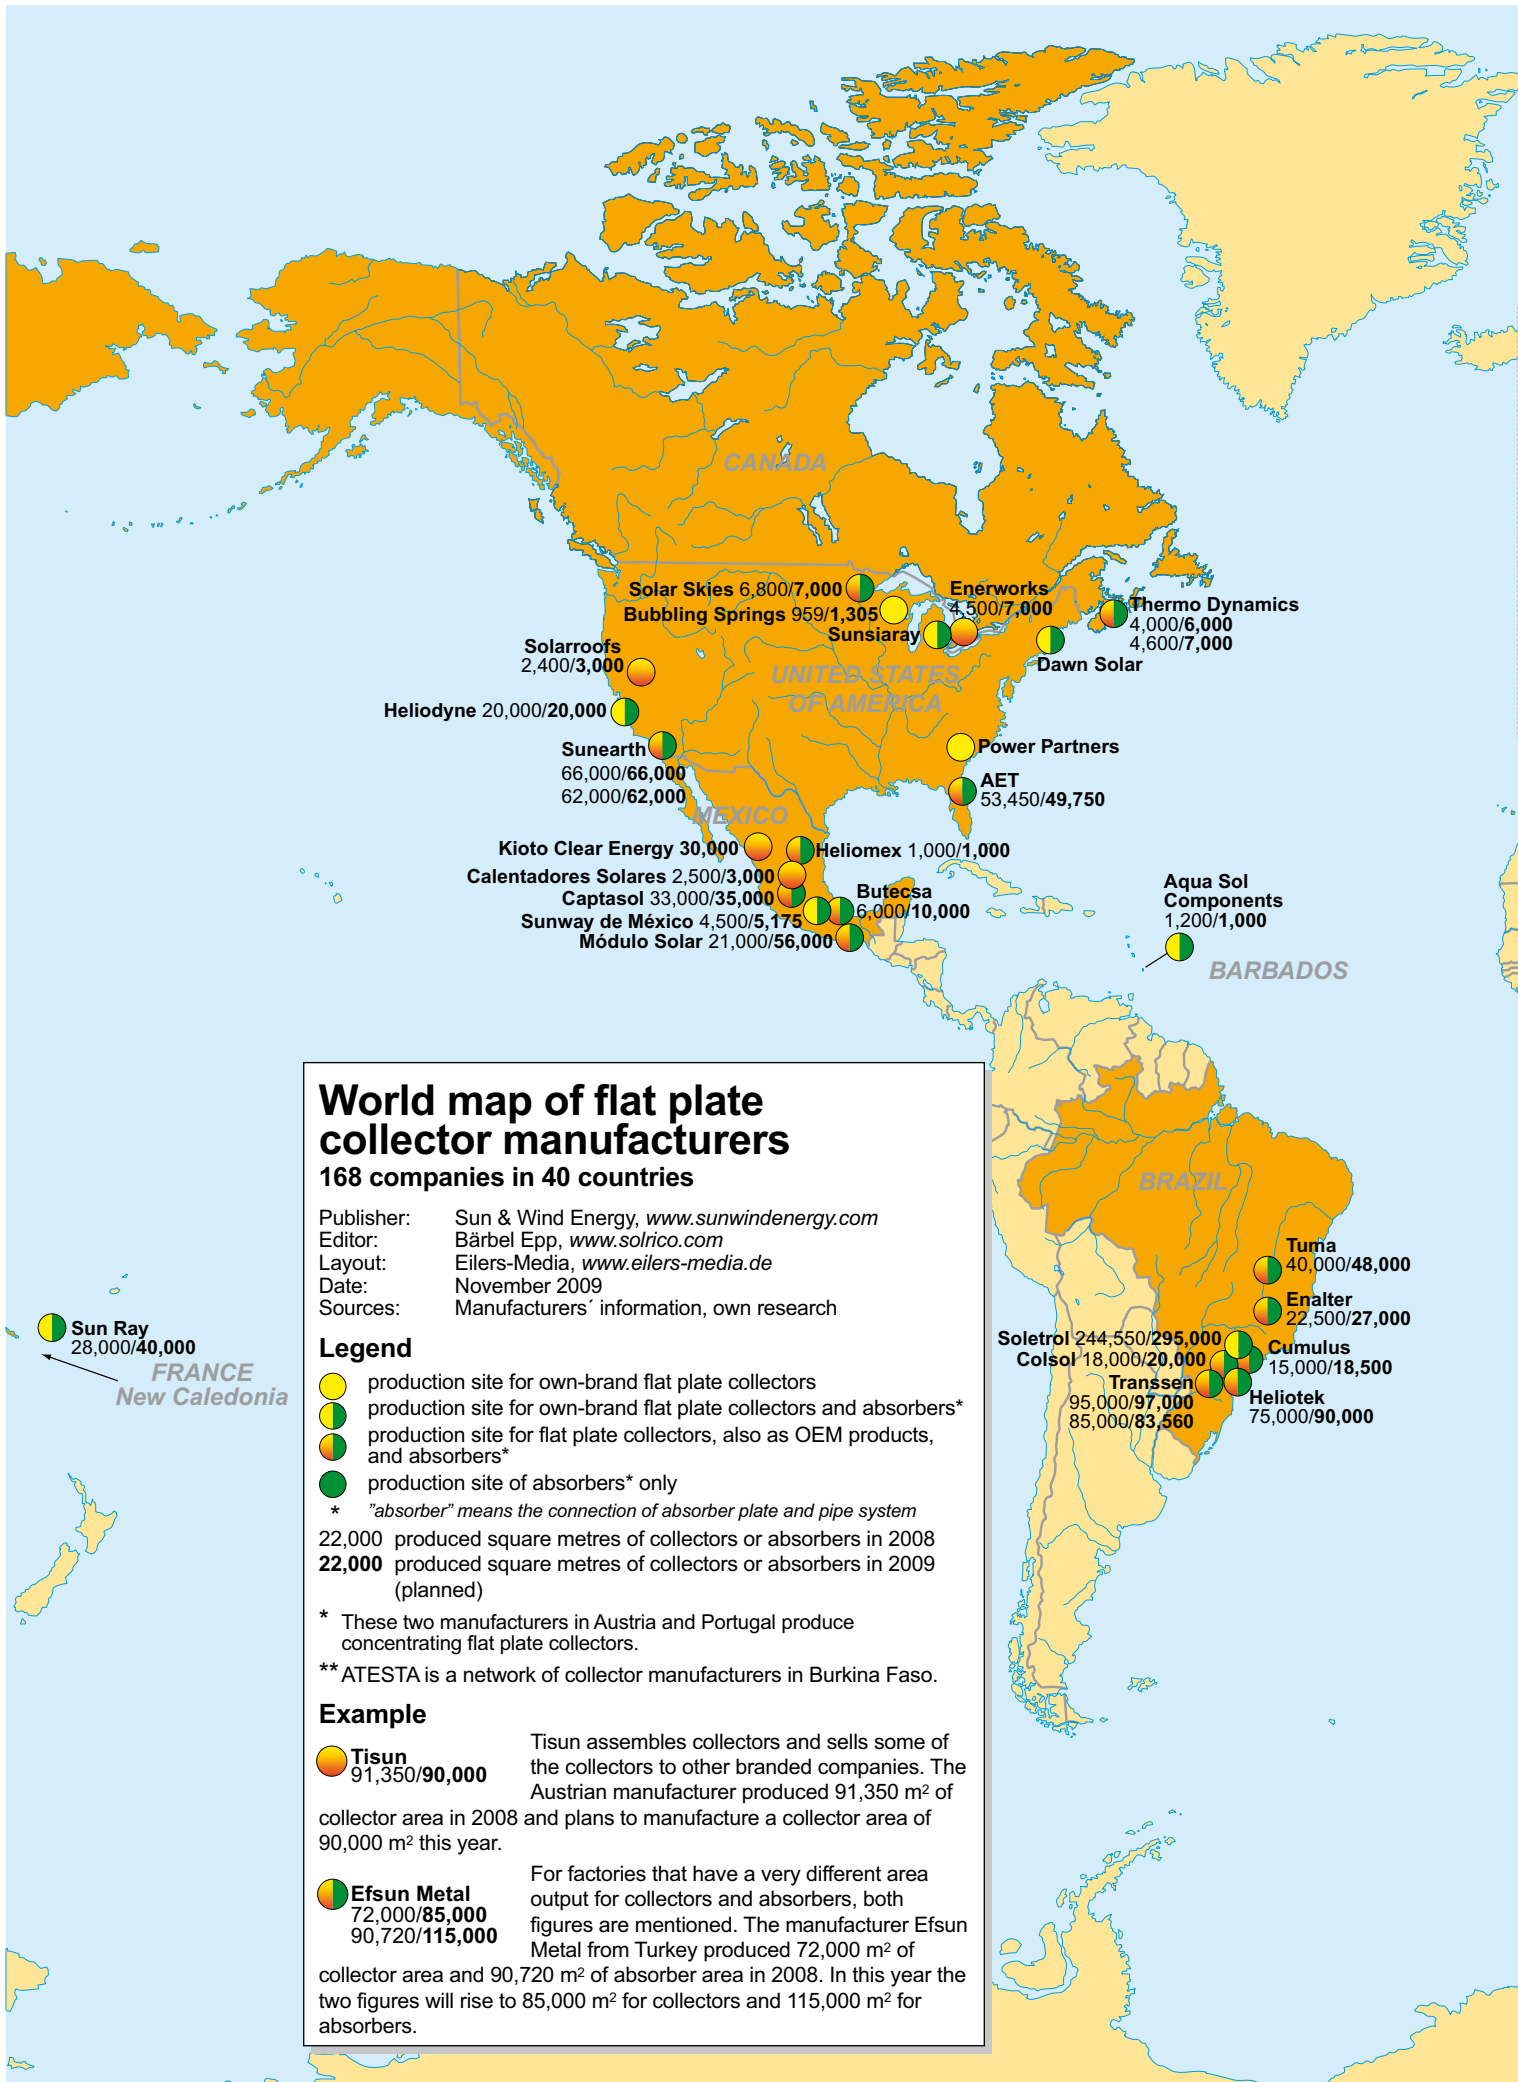 CANADA
Solar Skies 6,800/7,000
Bubbling Springs 959/1,305
Sunsiaray
Enerworks
4,500/7,000
Thermo Dynamics
4,000/6,000
4,600/7,000
Dawn Solar
Solarroofs
2,400/3,000
UNITED STATES
OF AMERICA
Heliodyne 20,000/20,000
Sunearth
66,000/66,000
62,000/62,000
Power Partners
AET
53,450/49,750
MEXICO
Kioto Clear Energy 30,000
Heliomex 1,000/1,000
Calentadores Solares 2,500/3,000
Captasol 33,000/35,000
Butecsa
6,000/10,000
Sunway de México 4,500/5,175
Módulo Solar 21,000/56,000
Aqua Sol
Components
1,200/1,000
BARBADOS
World map of flat plate
collector manufacturers
168 companies in 40 countries
Publisher: Sun & Wind Energy, www.sunwindenergy.com
Editor: Bärbel Epp, www.solrico.com
Layout: Eilers-Media, www.eilers-media.de
Date: November 2009
Sources: Manufacturers´ information, own research
Legend
production site for own-brand flat plate collectors
production site for own-brand flat plate collectors and absorbers*
production site for flat plate collectors, also as OEM products,
and absorbers*
production site of absorbers* only
* "absorber" means the connection of absorber plate and pipe system
22,000 produced square metres of collectors or absorbers in 2008
22,000 produced square metres of collectors or absorbers in 2009
(planned)
* These two manufacturers in Austria and Portugal produce
concentrating flat plate collectors.
** ATESTA is a network of collector manufacturers in Burkina Faso.
Example
Tisun
91,350/90,000
Tisun assembles collectors and sells some of
the collectors to other branded companies. The
Austrian manufacturer produced 91,350 m² of
collector area in 2008 and plans to manufacture a collector area of
90,000 m² this year.
Efsun Metal
72,000/85,000
90,720/115,000
For factories that have a very different area
output for collectors and absorbers, both
figures are mentioned. The manufacturer Efsun
Metal from Turkey produced 72,000 m² of
collector area and 90,720 m² of absorber area in 2008. In this year the
two figures will rise to 85,000 m² for collectors and 115,000 m² for
absorbers.
Sun Ray
28,000/40,000
FRANCE
New Caledonia
BRAZIL
Tuma
40,000/48,000
Enalter
22,500/27,000
Soletrol 244,550/295,000
Colsol 18,000/20,000
Cumulus
15,000/18,500
Transsen
95,000/97,000
85,000/83,560
Heliotek
75,000/90,000